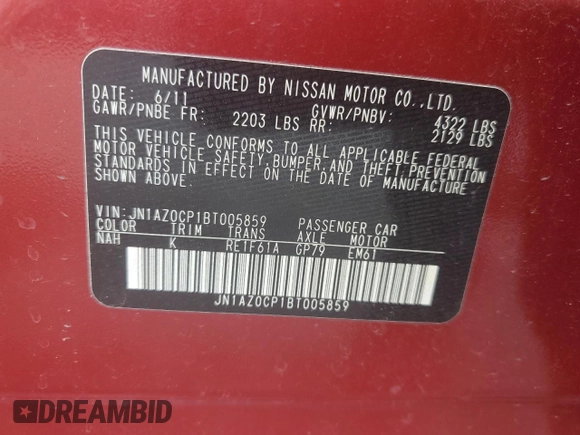 MANUFACTURED BY NISSAN MOTOR CO.,LTD.
DATE: 6/11 GVWR/PNBV: 4322 LBS
GAWR/PNBE FR: 2203 LBS RR: 2129 LBS
THIS VEHICLE CONFORMS TO ALL APPLICABLE FEDERAL
MOTOR VEHICLE SAFETY,BUMPER,AND THEFT PREVENTION
STANDARDS IN EFFECT ON THE DATE OF MANUFACTURE
SHOWN ABOVE.
VIN:JN1AZ0CP1BT005859 PASSENGER CAR
COLOR TRIM TRANS AXLE MOTOR
NAH K RE1F61A GP79 EM61
JN1AZ0CP1BT005859
DREAMBID